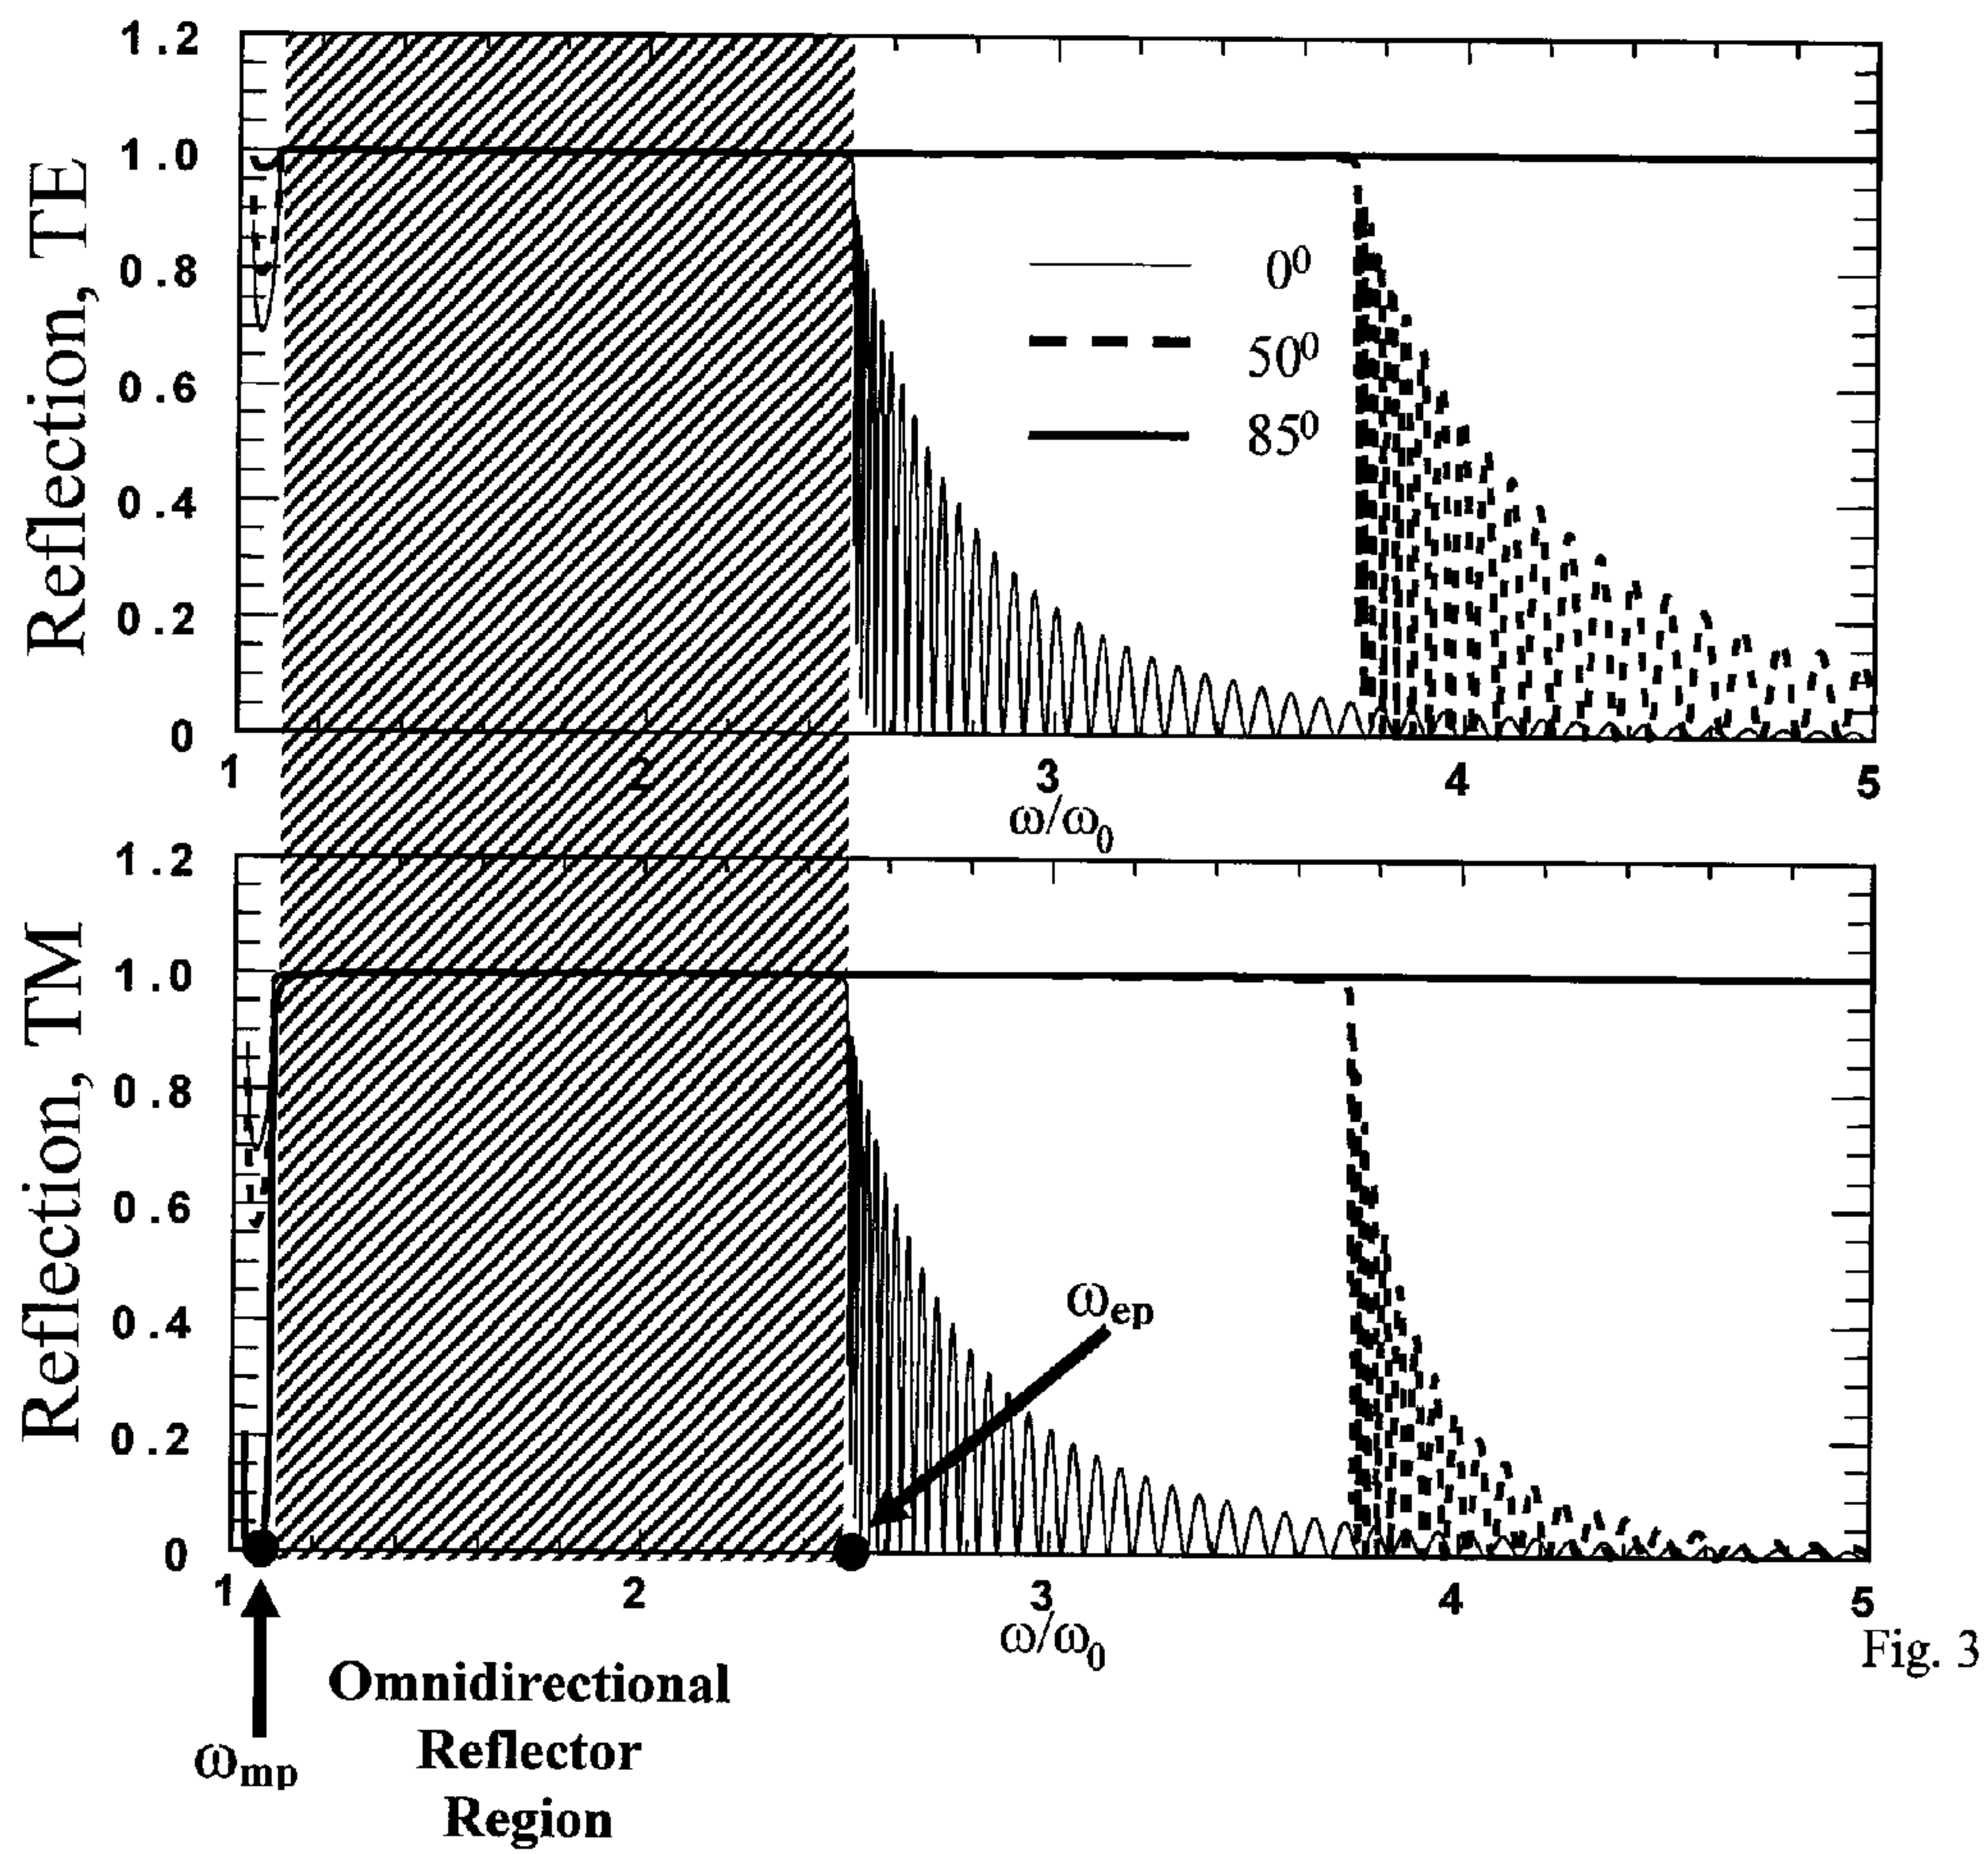 Reflection, TE
1.2
1.0
0.8
0.6
0.4
0.2
0
0⁰
50⁰
85⁰
1 2 3 4 5
ω/ω₀
Reflection, TM
1.2
1.0
0.8
0.6
0.4
0.2
0
ωep
1 2 3 4 5
ω/ω₀
Fig. 3
ωmp
Omnidirectional
Reflector
Region